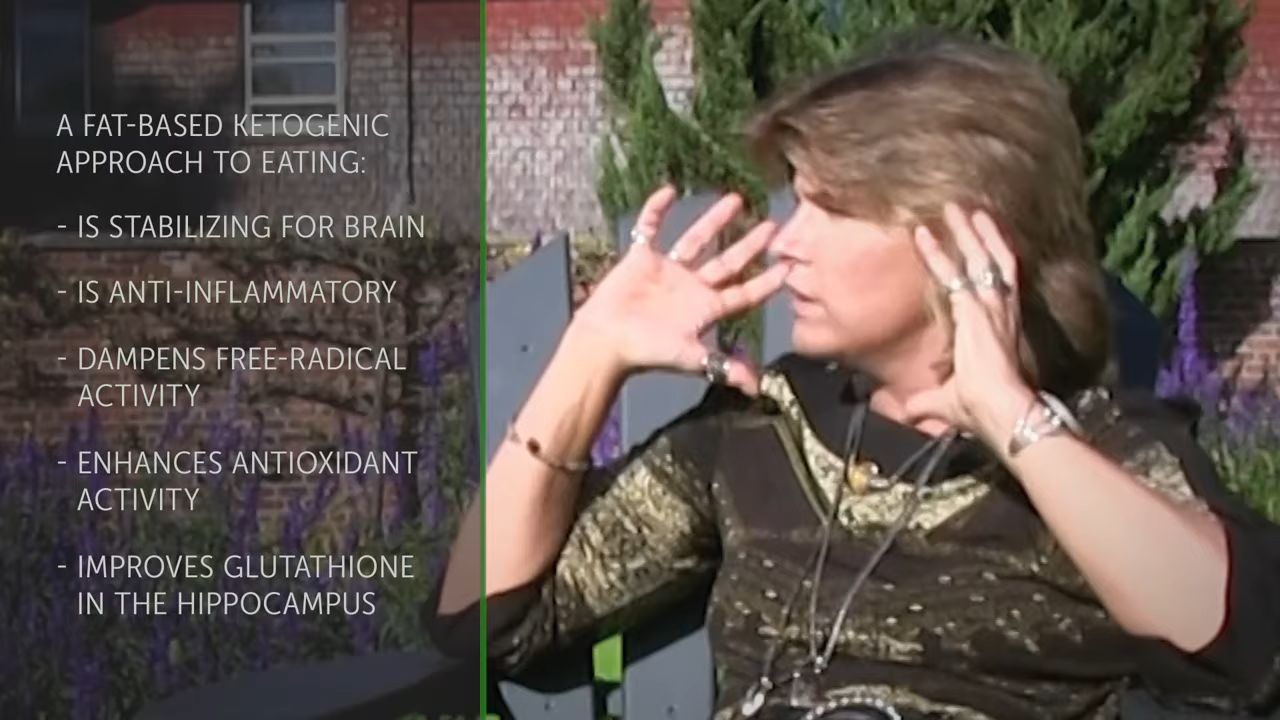 A FAT-BASED KETOGENIC
APPROACH TO EATING:
- IS STABILIZING FOR BRAIN
- IS ANTI-INFLAMMATORY
- DAMPENS FREE-RADICAL
ACTIVITY
- ENHANCES ANTIOXIDANT
ACTIVITY
- IMPROVES GLUTATHIONE
IN THE HIPPOCAMPUS